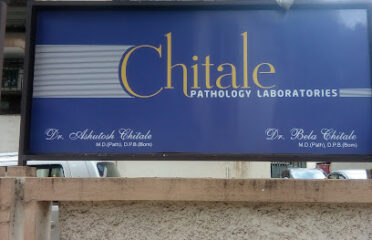 Chitale
PATHOLOGY LABORATORIES
Dr. Ashutosh Chitale
M.D.(Path), D.P.B.(Bom)
Dr. Bela Chitale
M.D.(Path), D.P.B.(Bom)